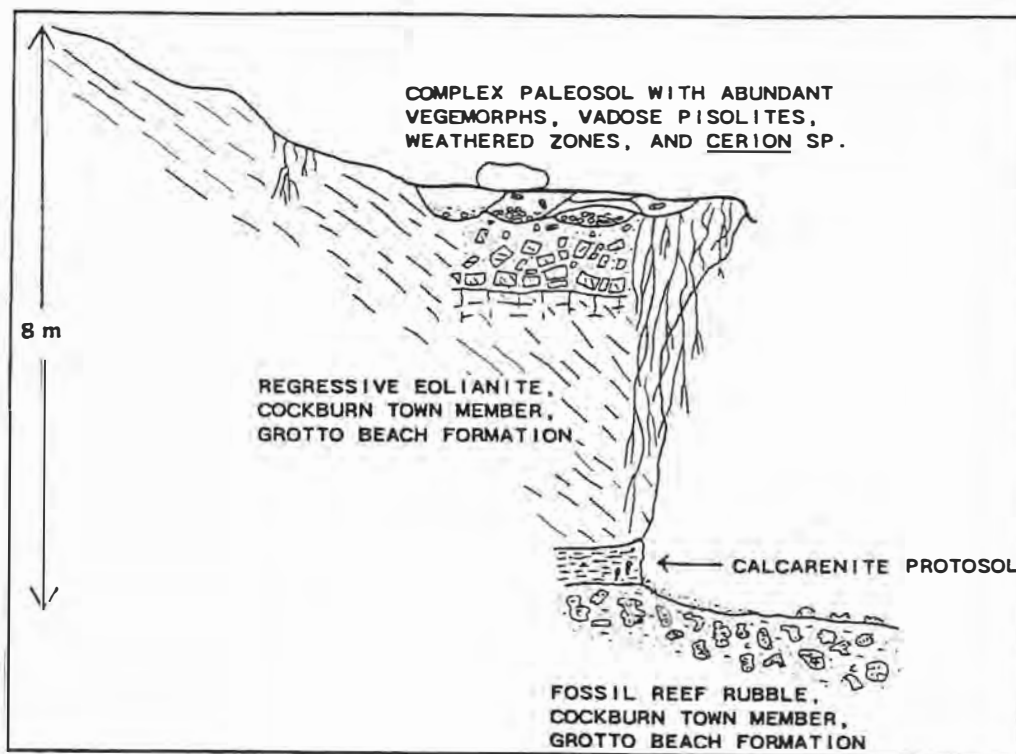 COMPLEX PALEOSOL WITH ABUNDANT
VEGEMORPHS, VADOSE PISOLITES,
WEATHERED ZONES, AND CERION SP.
8 m
REGRESSIVE EOLIANITE,
COCKBURN TOWN MEMBER,
GROTTO BEACH FORMATION
CALCARENITE PROTOSOL
FOSSIL REEF RUBBLE,
COCKBURN TOWN MEMBER,
GROTTO BEACH FORMATION